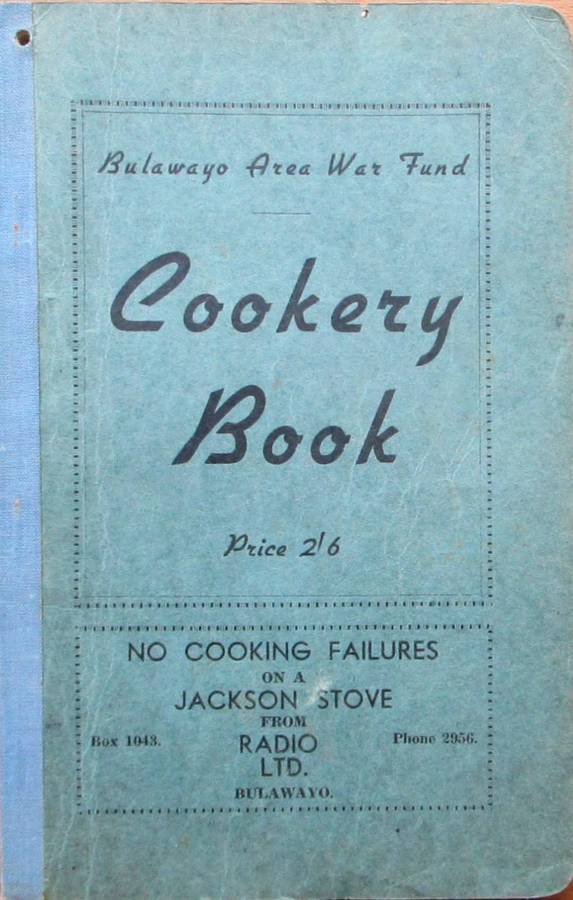 Bulawayo Area War Fund
Cookery
Book
Price 2/6
NO COOKING FAILURES
ON A
JACKSON STOVE
FROM
Box 1043. RADIO Phone 2956.
LTD.
BULAWAYO.